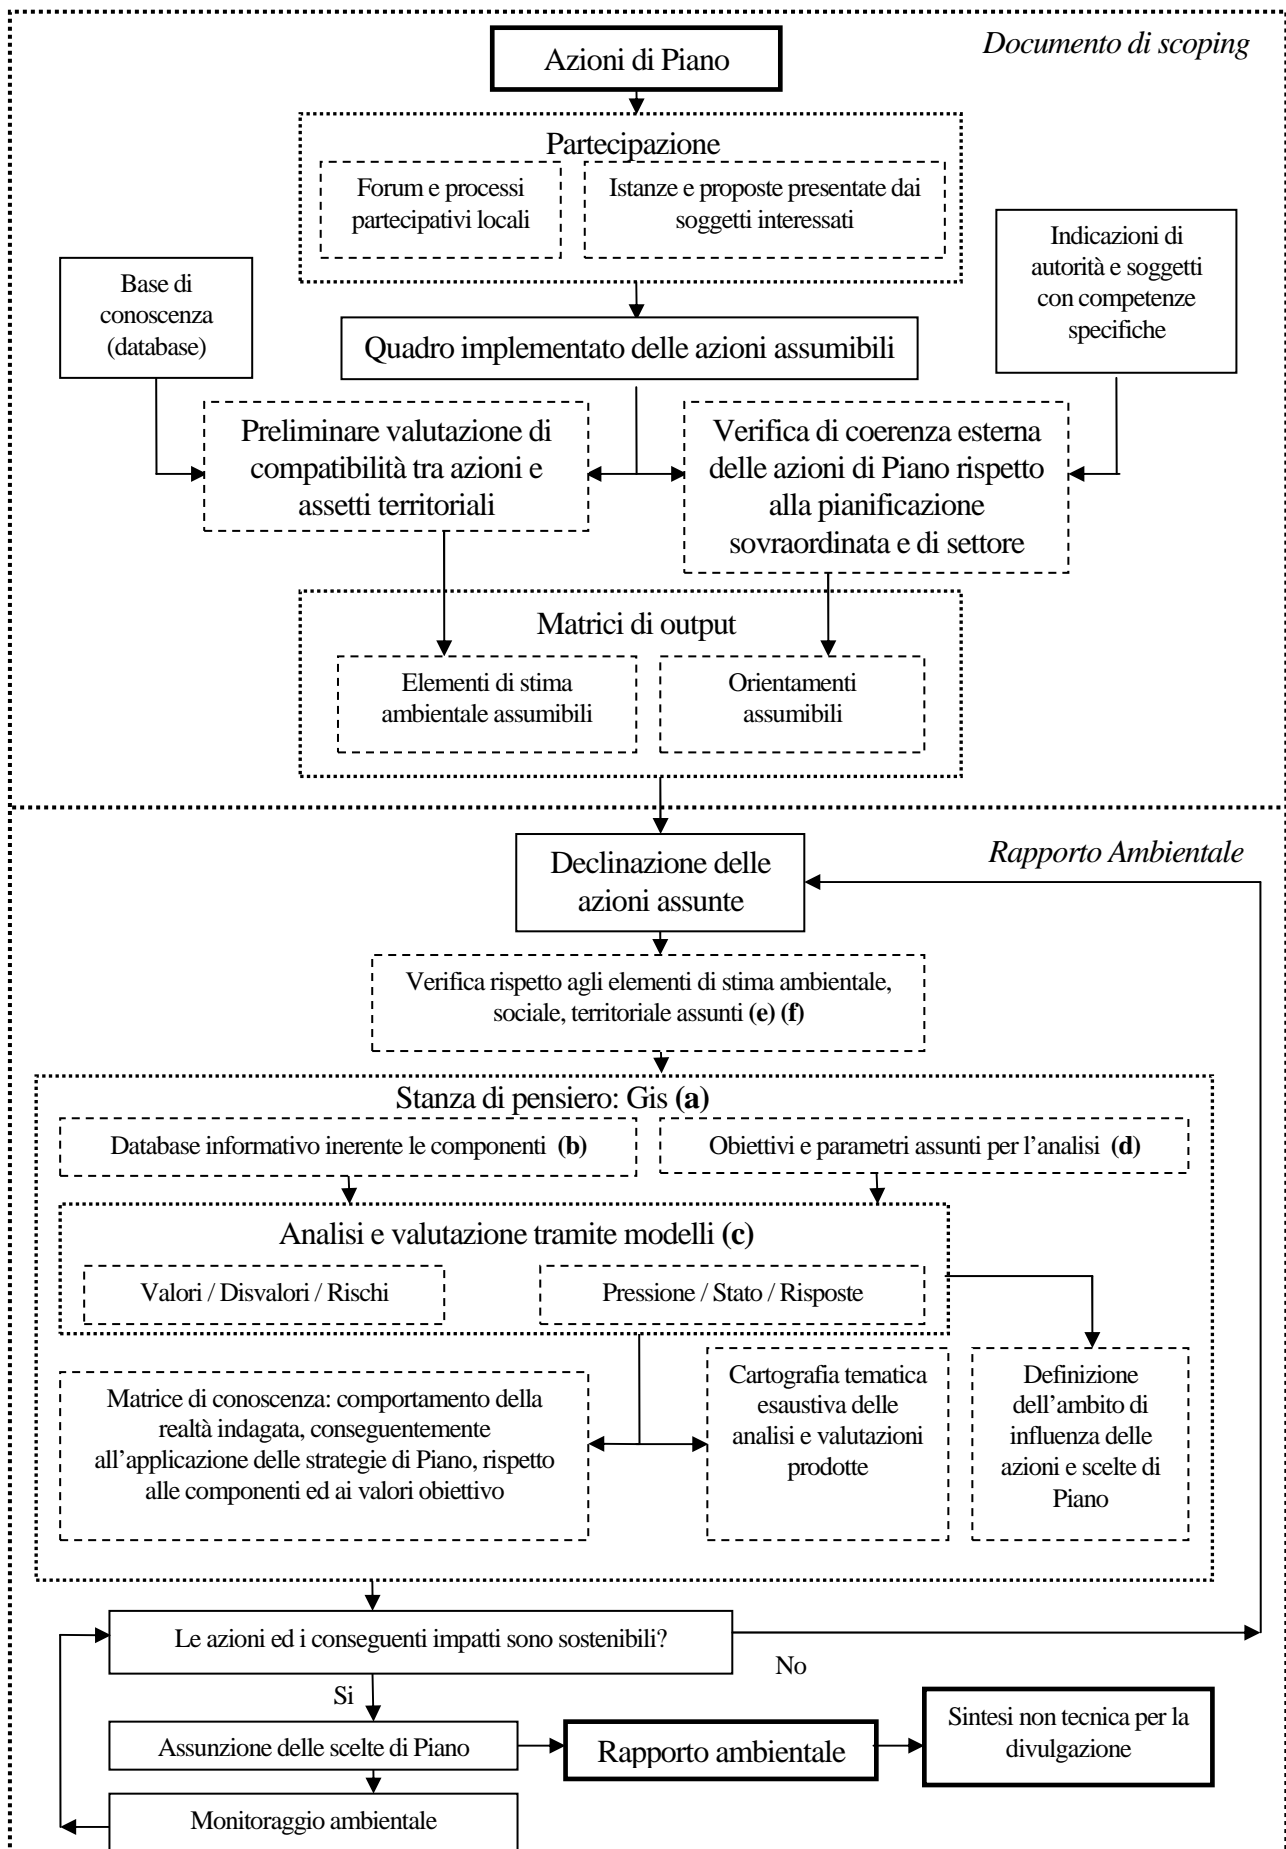 Documento di scoping
Azioni di Piano
Partecipazione
Forum e processi
partecipativi locali
Istanze e proposte presentate dai
soggetti interessati
Indicazioni di
autorità e soggetti
con competenze
specifiche
Base di
conoscenza
(database)
Quadro implementato delle azioni assumibili
Preliminare valutazione di
compatibilità tra azioni e
assetti territoriali
Verifica di coerenza esterna
delle azioni di Piano rispetto
alla pianificazione
sovraordinata e di settore
Matrici di output
Elementi di stima
ambientale assumibili
Orientamenti
assumibili
Rapporto Ambientale
Declinazione delle
azioni assunte
Verifica rispetto agli elementi di stima ambientale,
sociale, territoriale assunti (e) (f)
Stanza di pensiero: Gis (a)
Database informativo inerente le componenti (b)
Obiettivi e parametri assunti per l’analisi (d)
Analisi e valutazione tramite modelli (c)
Valori / Disvalori / Rischi
Pressione / Stato / Risposte
Matrice di conoscenza: comportamento della
realtà indagata, conseguentemente
all’applicazione delle strategie di Piano, rispetto
alle componenti ed ai valori obiettivo
Cartografia tematica
esaustiva delle
analisi e valutazioni
prodotte
Definizione
dell’ambito di
influenza delle
azioni e scelte di
Piano
Le azioni ed i conseguenti impatti sono sostenibili?
No
Si
Assunzione delle scelte di Piano
Rapporto ambientale
Sintesi non tecnica per la
divulgazione
Monitoraggio ambientale